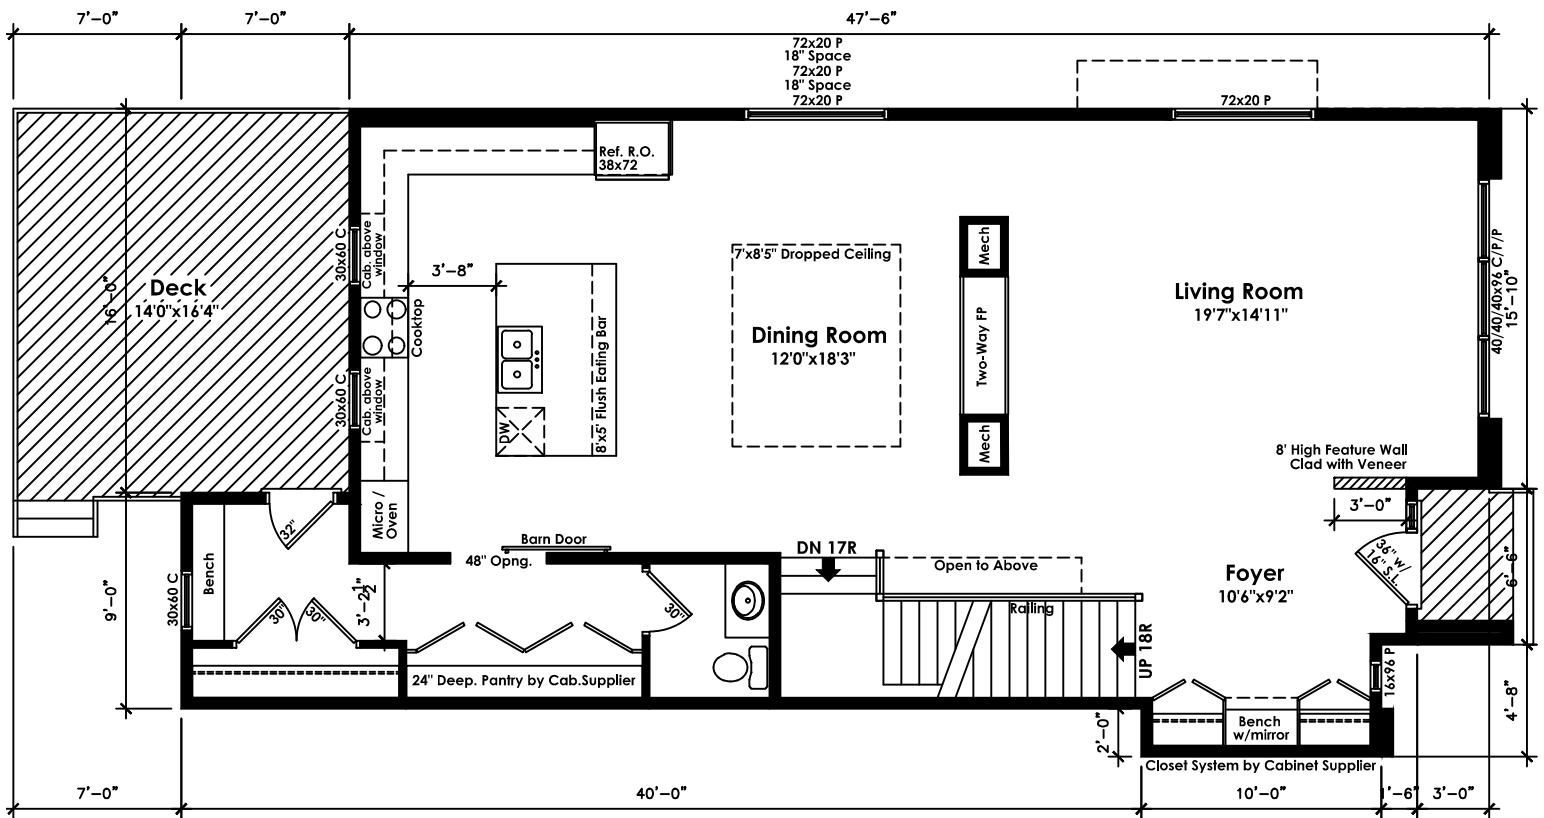 7'-0"
7'-0"
47'-6"
72x20 P
18" Space
72x20 P
18" Space
72x20 P
72x20 P
Ref. R.O.
38x72
30x60 C
Cab. above
window
3'-8"
7'x8'5" Dropped Ceiling
Mech
Deck
14'0"x16'4"
16'-0"
Cooktop
Dining Room
12'0"x18'3"
Two-Way FP
Living Room
19'7"x14'11"
40/40/40x96 C/P/P
15'-10"
30x60 C
Cab. above
window
DW
8'x5' Flush Eating Bar
Mech
8' High Feature Wall
Clad with Veneer
Micro /
Oven
3'-0"
32"
Barn Door
48" Opng.
DN 17R
Open to Above
36" w/
16" S.L.
6'-6"
Foyer
10'6"x9'2"
9'-0"
30x60 C
Bench
30"
30"
3'-2½"
30"
Railing
UP 18R
16x96 P
24" Deep. Pantry by Cab.Supplier
4'-8"
2'-0"
Bench
w/mirror
Closet System by Cabinet Supplier
7'-0"
40'-0"
10'-0"
1'-6"
3'-0"